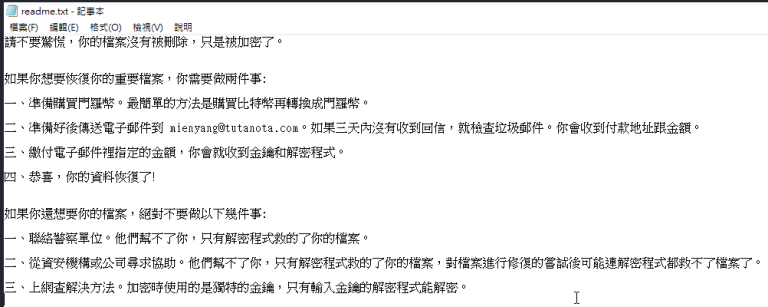 readme.txt - 記事本
檔案(F) 編輯(E) 格式(O) 檢視(V) 說明
請不要驚慌，你的檔案沒有被刪除，只是被加密了。
如果你想要恢復你的重要檔案，你需要做兩件事:
一、準備購買門羅幣。最簡單的方法是購買比特幣再轉換成門羅幣。
二、準備好後傳送電子郵件到 mienyang@tutanota.com。如果三天內沒有收到回信，就檢查垃圾郵件。你會收到付款地址跟金額。
三、繳付電子郵件裡指定的金額，你會就收到金鑰和解密程式。
四、恭喜，你的資料恢復了!
如果你還想要你的檔案，絕對不要做以下幾件事:
一、聯絡警察單位。他們幫不了你，只有解密程式救的了你的檔案。
二、從資安機構或公司尋求協助。他們幫不了你，只有解密程式救的了你的檔案，對檔案進行修復的嘗試後可能連解密程式都救不了檔案了。
三、上網查解決方法。加密時使用的是獨特的金鑰，只有輸入金鑰的解密程式能解密。